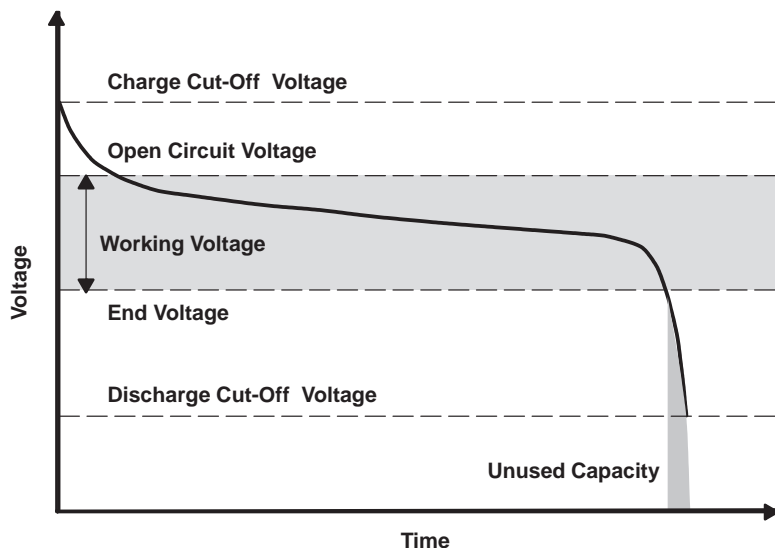 Charge Cut-Off Voltage
Open Circuit Voltage
Working Voltage
End Voltage
Discharge Cut-Off Voltage
Unused Capacity
Voltage
Time